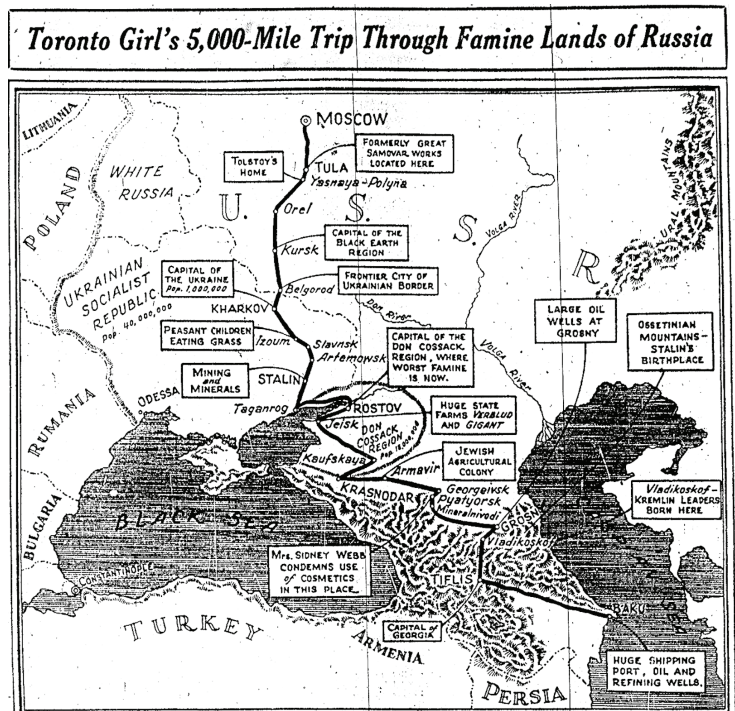 Toronto Girl's 5,000-Mile Trip Through Famine Lands of Russia
LITHUANIA
MOSCOW
FORMERLY GREAT
SAMOVAR WORKS
LOCATED HERE
TOLSTOY'S
HOME
TULA
Yasnaya-Polyna
WHITE
RUSSIA
POLAND
URAL MOUNTAINS
U. S. S. R
Orel
VOLGA RIVER
Kursk
CAPITAL OF THE
BLACK EARTH
REGION
CAPITAL OF
THE UKRAINE
Pop. 1,000,000
UKRAINIAN
SOCIALIST
REPUBLIC
Pop. 40,000,000
Belgorod
FRONTIER CITY OF
UKRAINIAN BORDER
KHARKOV
Don River
LARGE OIL
WELLS AT
GROSNY
OSSETINIAN
MOUNTAINS-
STALIN'S
BIRTHPLACE
PEASANT CHILDREN
EATING GRASS
Izoum
Slavnsk
Artemovsk
CAPITAL OF THE
DON COSSACK
REGION, WHERE
WORST FAMINE
IS NOW.
VOLGA RIVER
MINING
and
MINERALS
STALIN
RUMANIA
ODESSA
Taganrog
ROSTOV
Jeisk
HUGE STATE
FARMS VERBLUD
AND GIGANT
DON
COSSACK
REGION
Kaufskaya
Armavir
JEWISH
AGRICULTURAL
COLONY
KRASNODAR
Georgeivsk
Pyatyorsk
Mineralnivodi
Vladikoskof-
KREMLIN LEADERS
BORN HERE
BULGARIA
BLACK SEA
GROSNY
Vladikoskof
Mrs. SIDNEY WEBB
CONDEMNS USE
of COSMETICS
IN THIS PLACE
CONSTANTINOPLE
TIFLIS
BAKU
TURKEY
CAPITAL of
GEORGIA
ARMENIA
HUGE SHIPPING
PORT, OIL AND
REFINING WELLS.
PERSIA